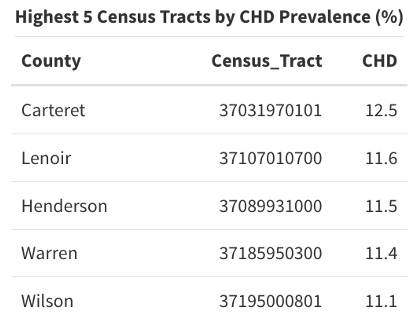 Highest 5 Census Tracts by CHD Prevalence (%)
County Census_Tract CHD
Carteret 37031970101 12.5
Lenoir 37107010700 11.6
Henderson 37089931000 11.5
Warren 37185950300 11.4
Wilson 37195000801 11.1